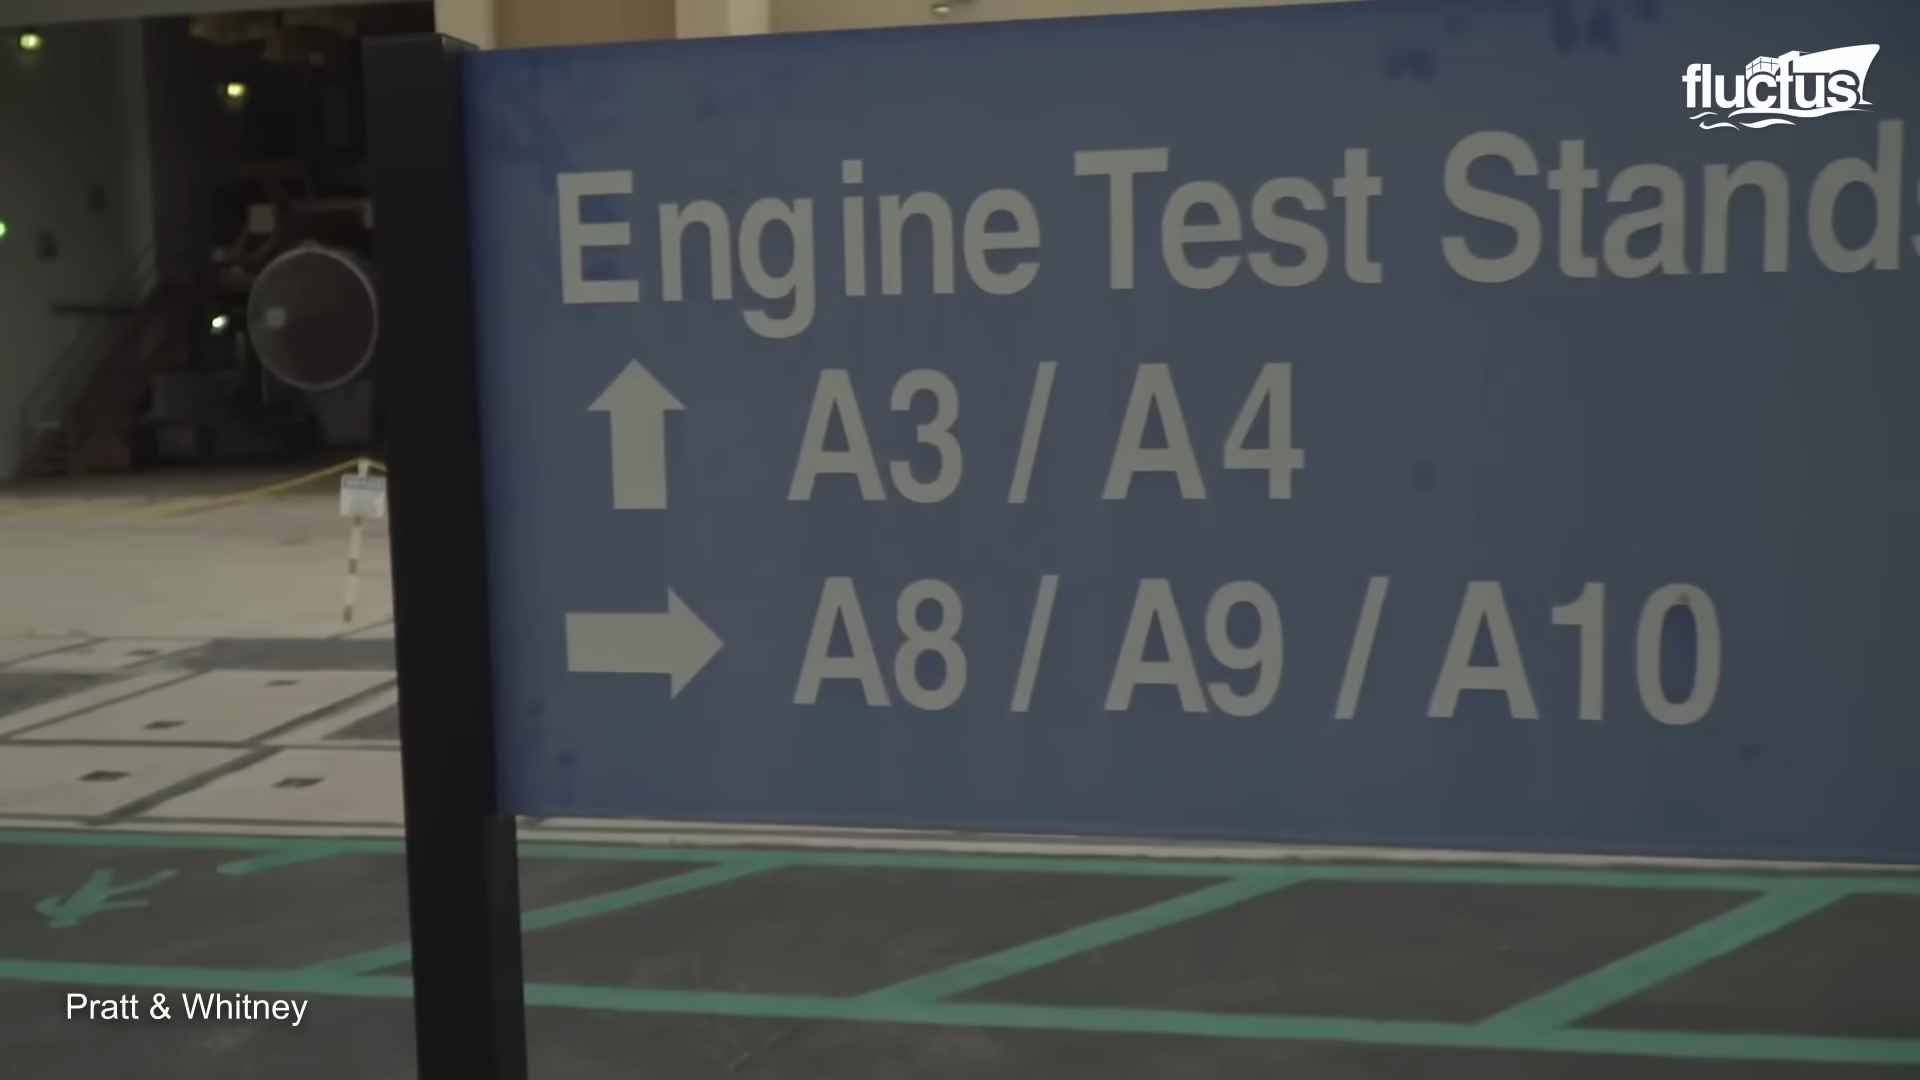 fluctus
Engine Test Stands
A3 / A4
A8 / A9 / A10
Pratt & Whitney